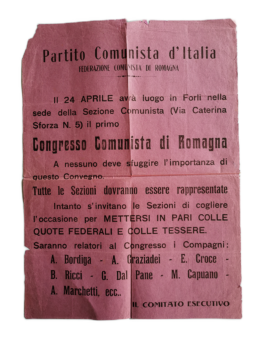 Partito Comunista d'Italia
FEDERAZIONE COMUNISTA DI ROMAGNA
Il 24 APRILE avrà luogo in Forlì nella
sede della Sezione Comunista (Via Caterina
Sforza N. 5) il primo
Congresso Comunista di Romagna
A nessuno deve sfuggire l'importanza di
questo Convegno.
Tutte le Sezioni dovranno essere rappresentate
Intanto s'invitano le Sezioni di cogliere
l'occasione per METTERSI IN PARI COLLE
QUOTE FEDERALI E COLLE TESSERE.
Saranno relatori al Congresso i Compagni:
A. Bordiga - A. Graziadei - E. Croce -
B. Ricci - G. Dal Pane - M. Capuano -
A. Marchetti, ecc..
IL COMITATO ESECUTIVO